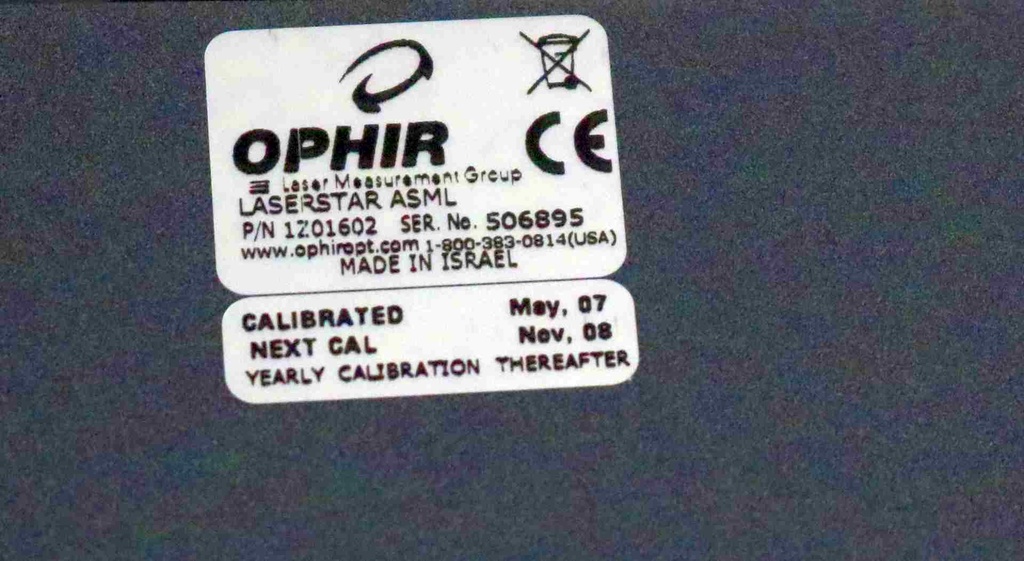 OPHIR
CE
Laser Measurement Group
LASERSTAR ASML
P/N 1Z01602 SER. No. 506895
www.ophiropt.com 1-800-383-0814(USA)
MADE IN ISRAEL
CALIBRATED May, 07
NEXT CAL Nov, 08
YEARLY CALIBRATION THEREAFTER